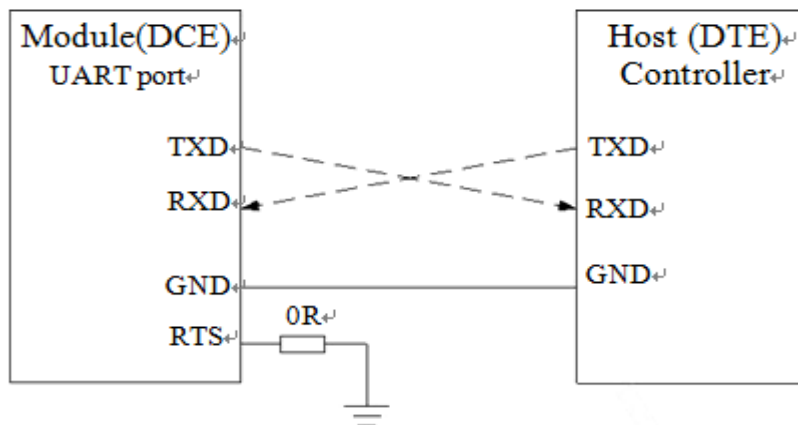 Module(DCE)↵
UART port↵
TXD↵
RXD↵
GND↵
RTS↵
0R↵
Host (DTE)↵
Controller↵
TXD↵
RXD↵
GND↵